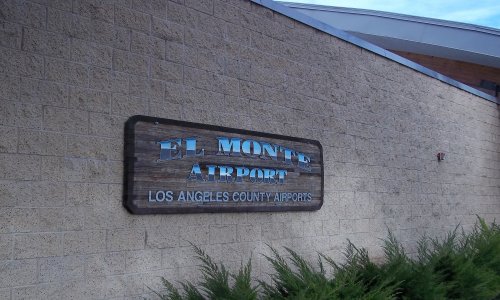 EL MONTE
AIRPORT
LOS ANGELES COUNTY AIRPORTS